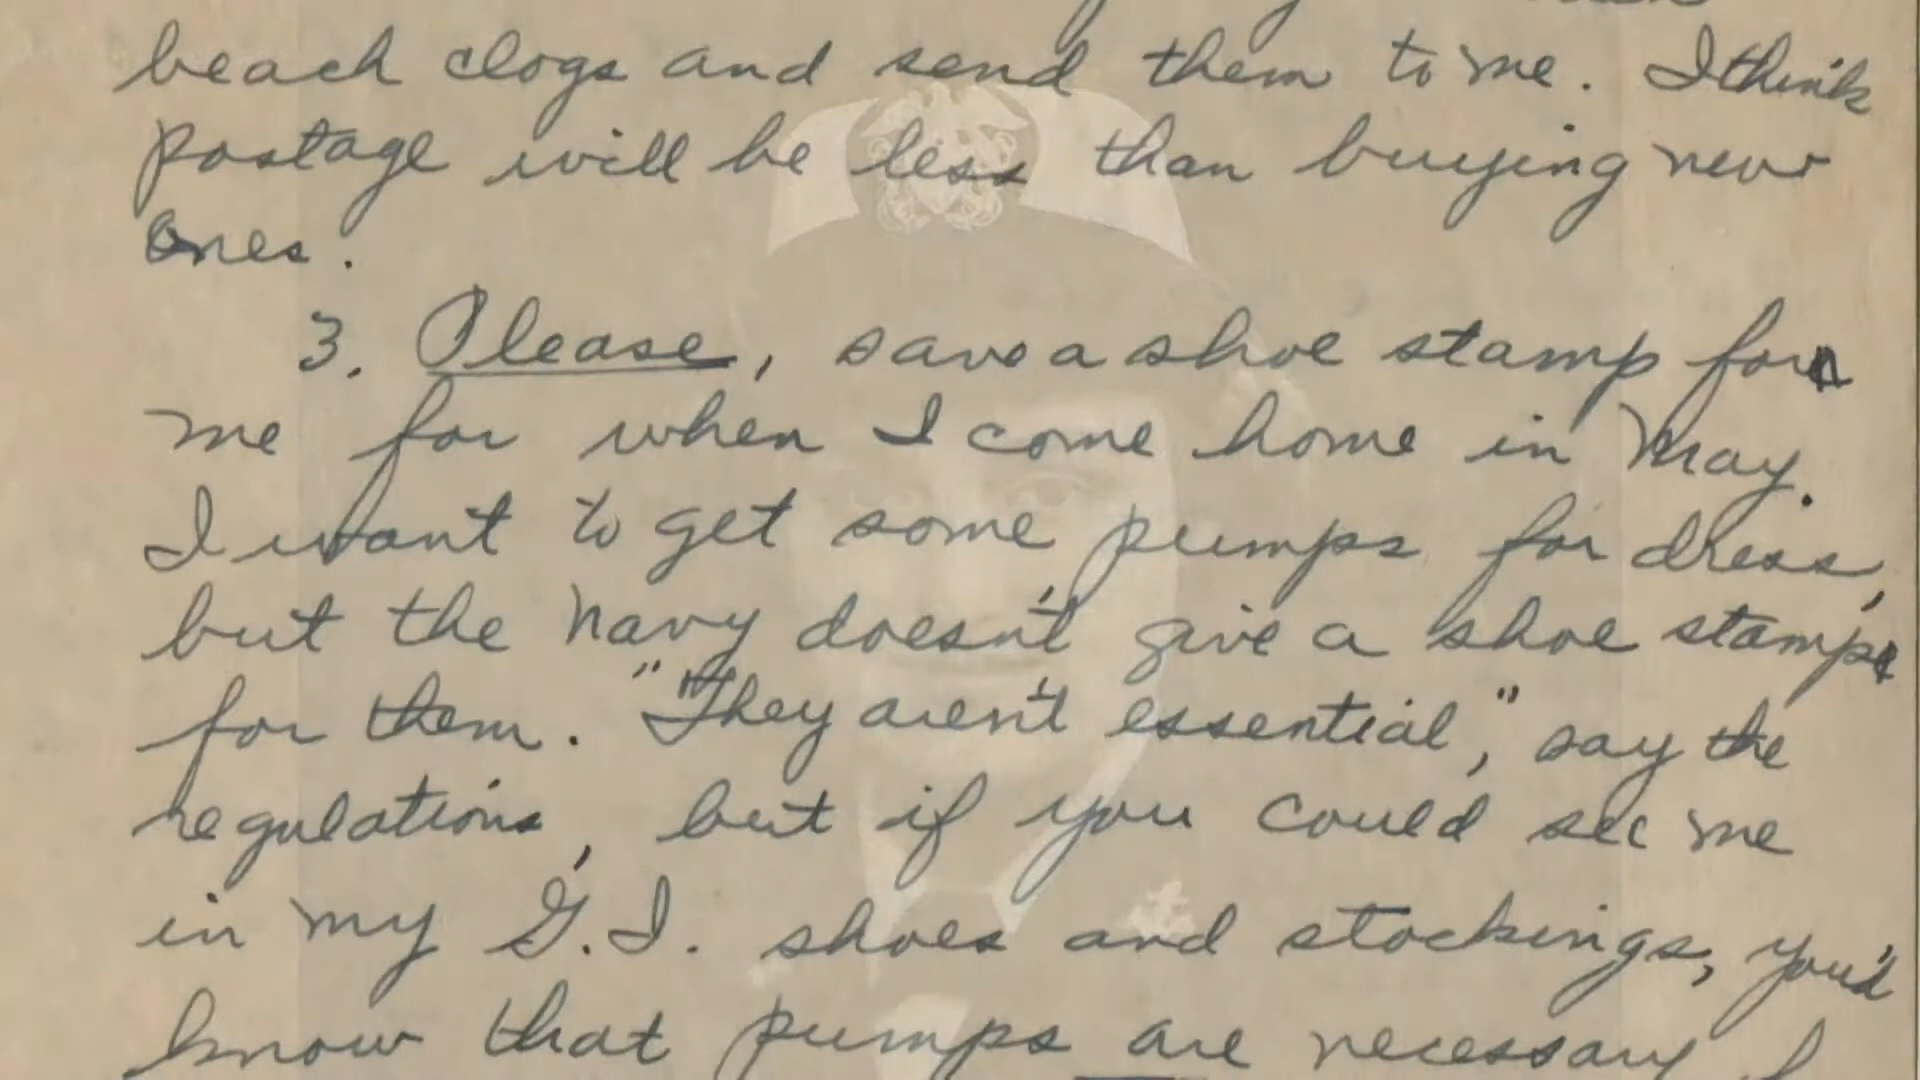 beach clogs and send them to me. I think
postage will be less than buying new
ones.
3. Please, save a shoe stamp for
me for when I come home in May.
I want to get some pumps for dress,
but the Navy doesn't give a shoe stamp
for them. "They aren't essential," say the
regulations, but if you could see me
in my G.I. shoes and stockings, you'd
know that pumps are necessary